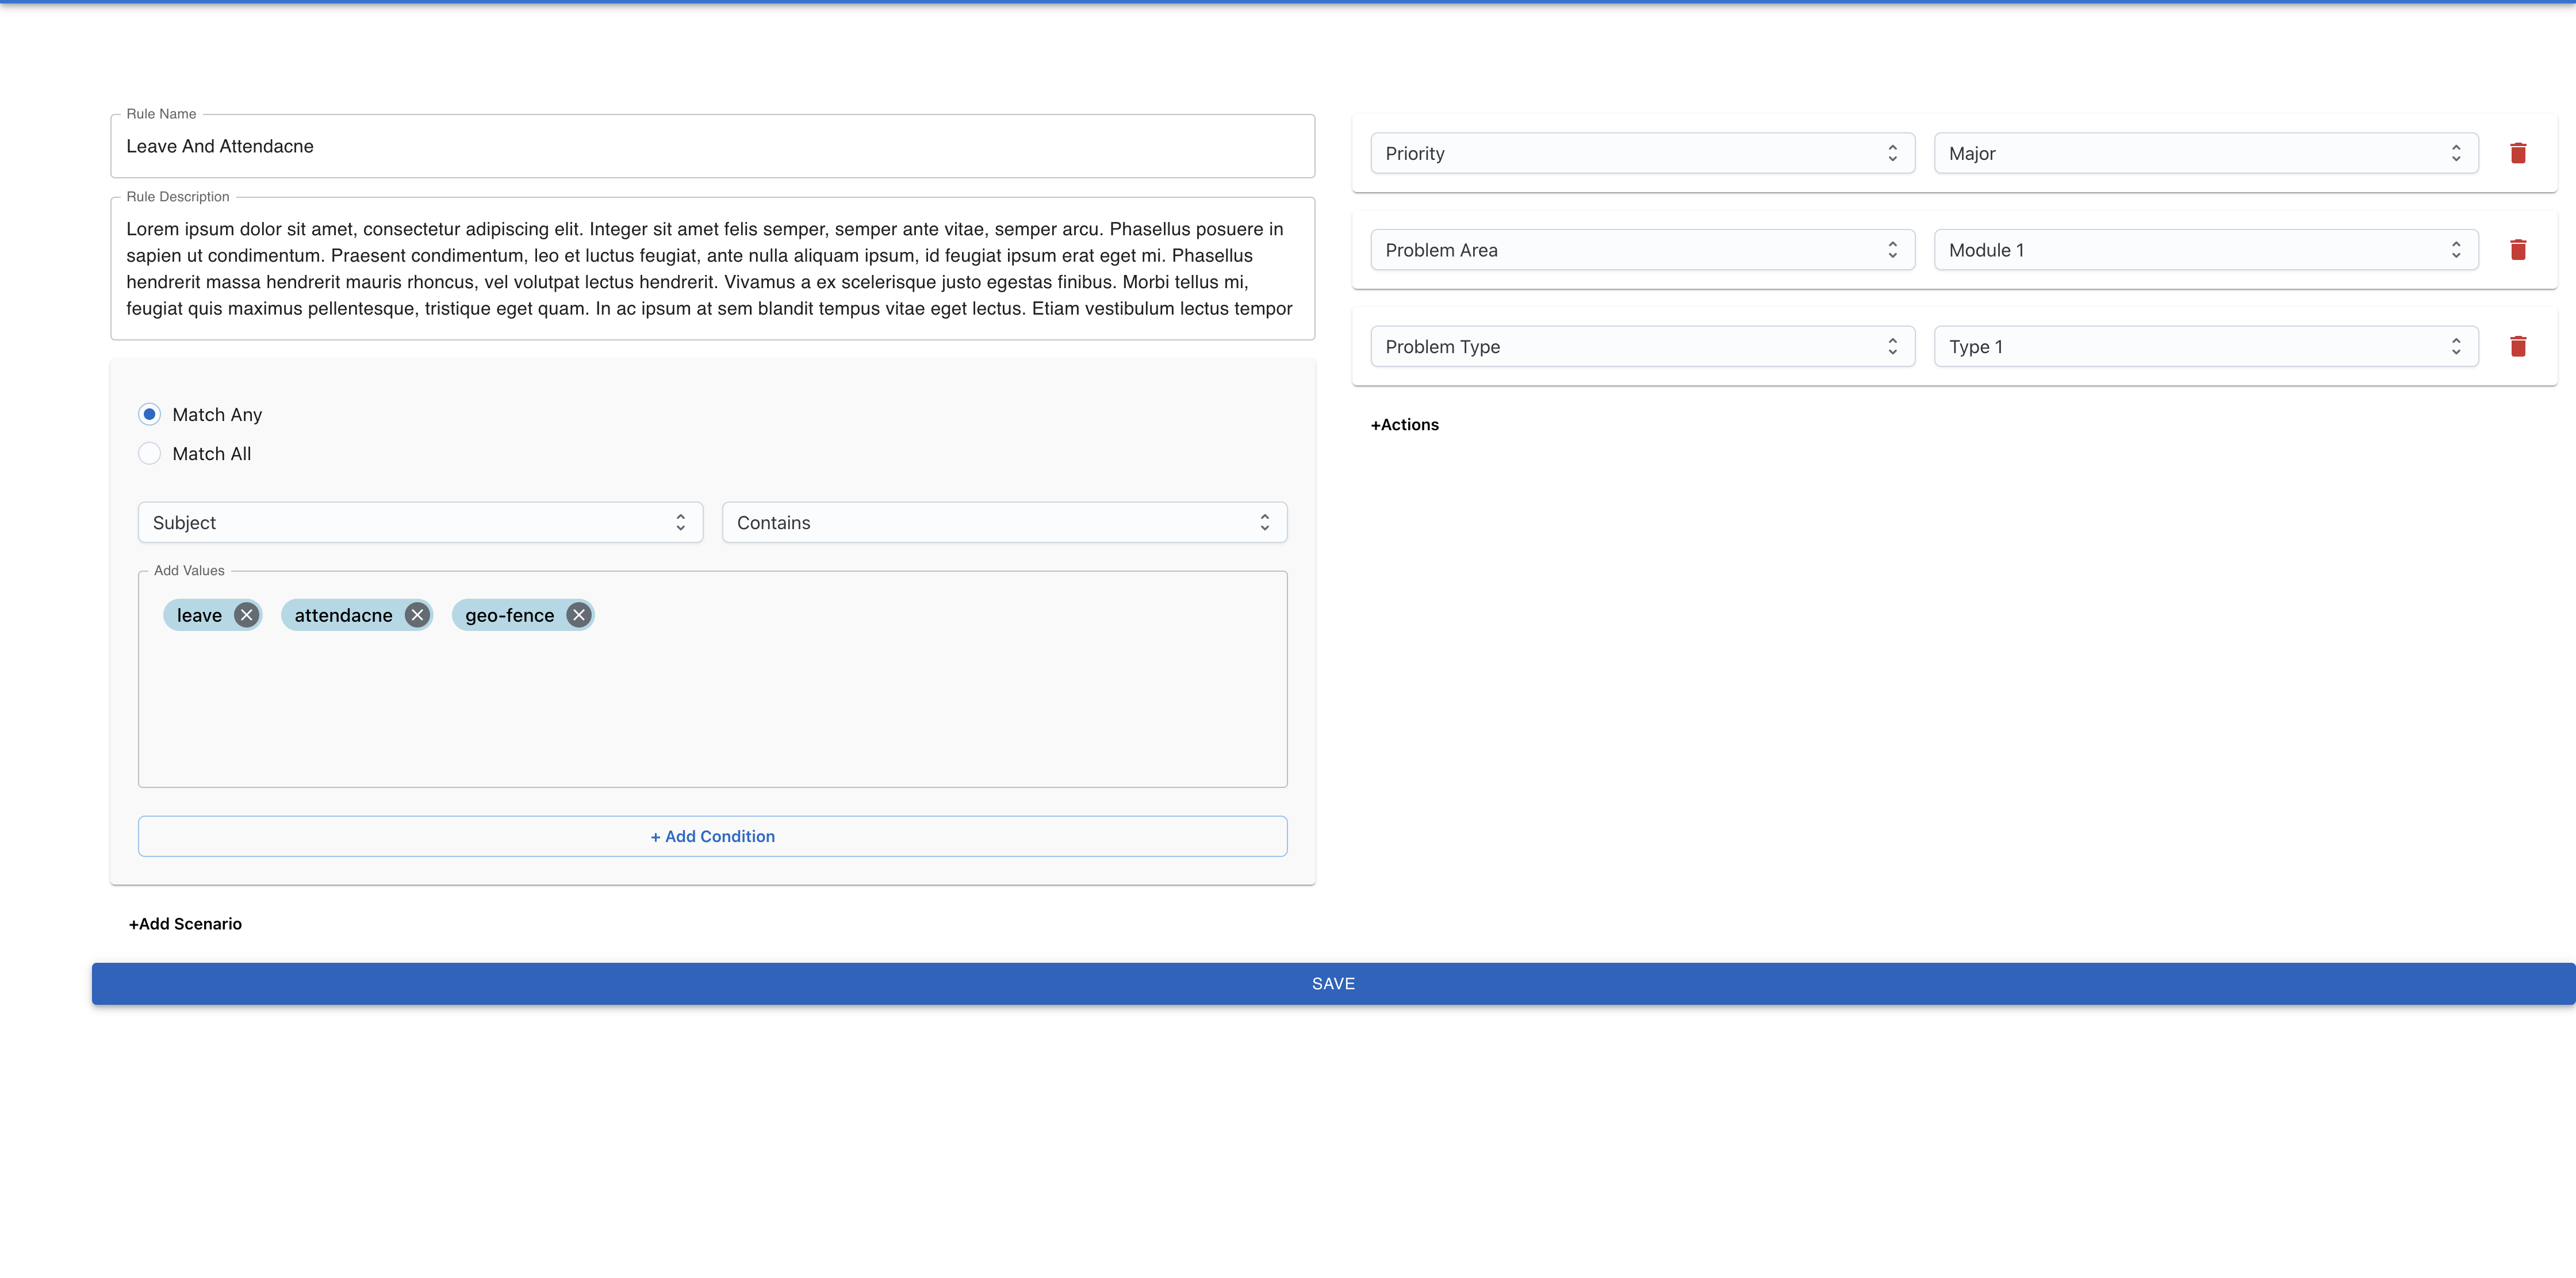 Rule Name
Leave And Attendacne
Rule Description
Lorem ipsum dolor sit amet, consectetur adipiscing elit. Integer sit amet felis semper, semper ante vitae, semper arcu. Phasellus posuere in
sapien ut condimentum. Praesent condimentum, leo et luctus feugiat, ante nulla aliquam ipsum, id feugiat ipsum erat eget mi. Phasellus
hendrerit massa hendrerit mauris rhoncus, vel volutpat lectus hendrerit. Vivamus a ex scelerisque justo egestas finibus. Morbi tellus mi,
feugiat quis maximus pellentesque, tristique eget quam. In ac ipsum at sem blandit tempus vitae eget lectus. Etiam vestibulum lectus tempor
Match Any
Match All
Subject Contains
Add Values
leave attendacne geo-fence
+ Add Condition
+Add Scenario
Priority Major
Problem Area Module 1
Problem Type Type 1
+Actions
SAVE